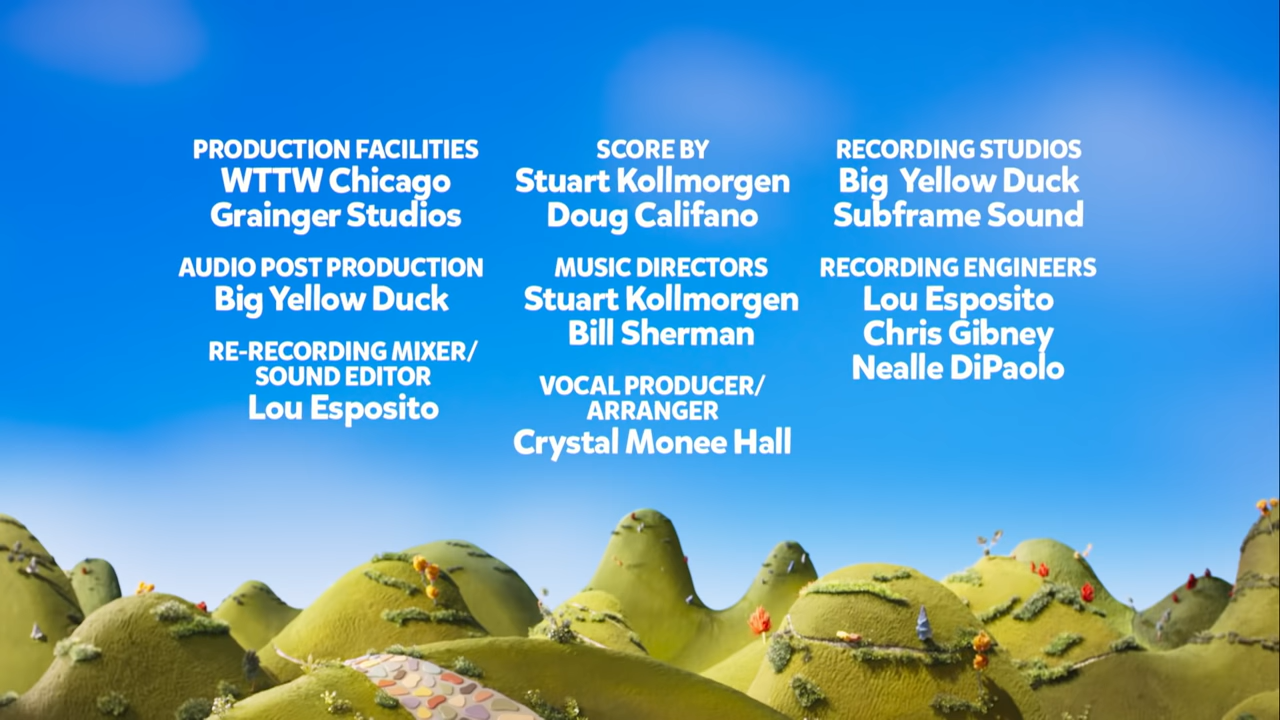 PRODUCTION FACILITIES
WTTW Chicago
Grainger Studios
AUDIO POST PRODUCTION
Big Yellow Duck
RE-RECORDING MIXER/
SOUND EDITOR
Lou Esposito
SCORE BY
Stuart Kollmorgen
Doug Califano
MUSIC DIRECTORS
Stuart Kollmorgen
Bill Sherman
VOCAL PRODUCER/
ARRANGER
Crystal Monee Hall
RECORDING STUDIOS
Big Yellow Duck
Subframe Sound
RECORDING ENGINEERS
Lou Esposito
Chris Gibney
Nealle DiPaolo